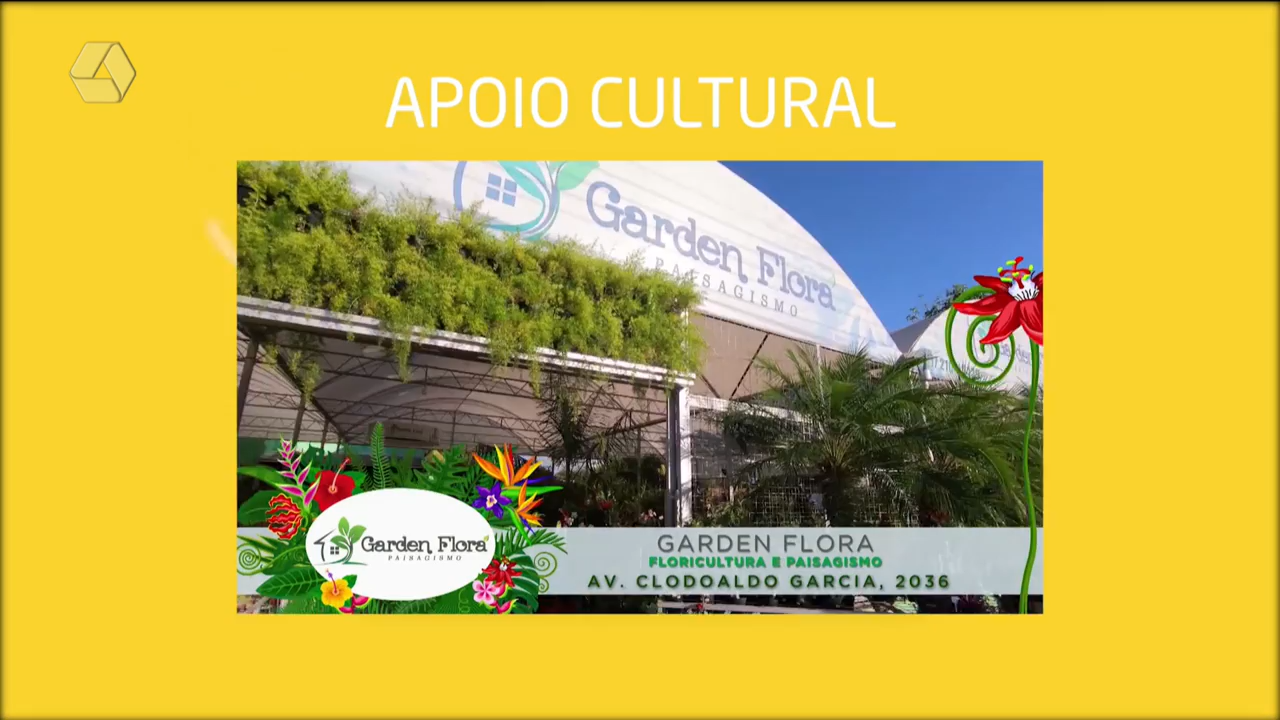 APOIO CULTURAL
Garden Flora
PAISAGISMO
Garden Flora
PAISAGISMO
GARDEN FLORA
FLORICULTURA E PAISAGISMO
AV. CLODOALDO GARCIA, 2036